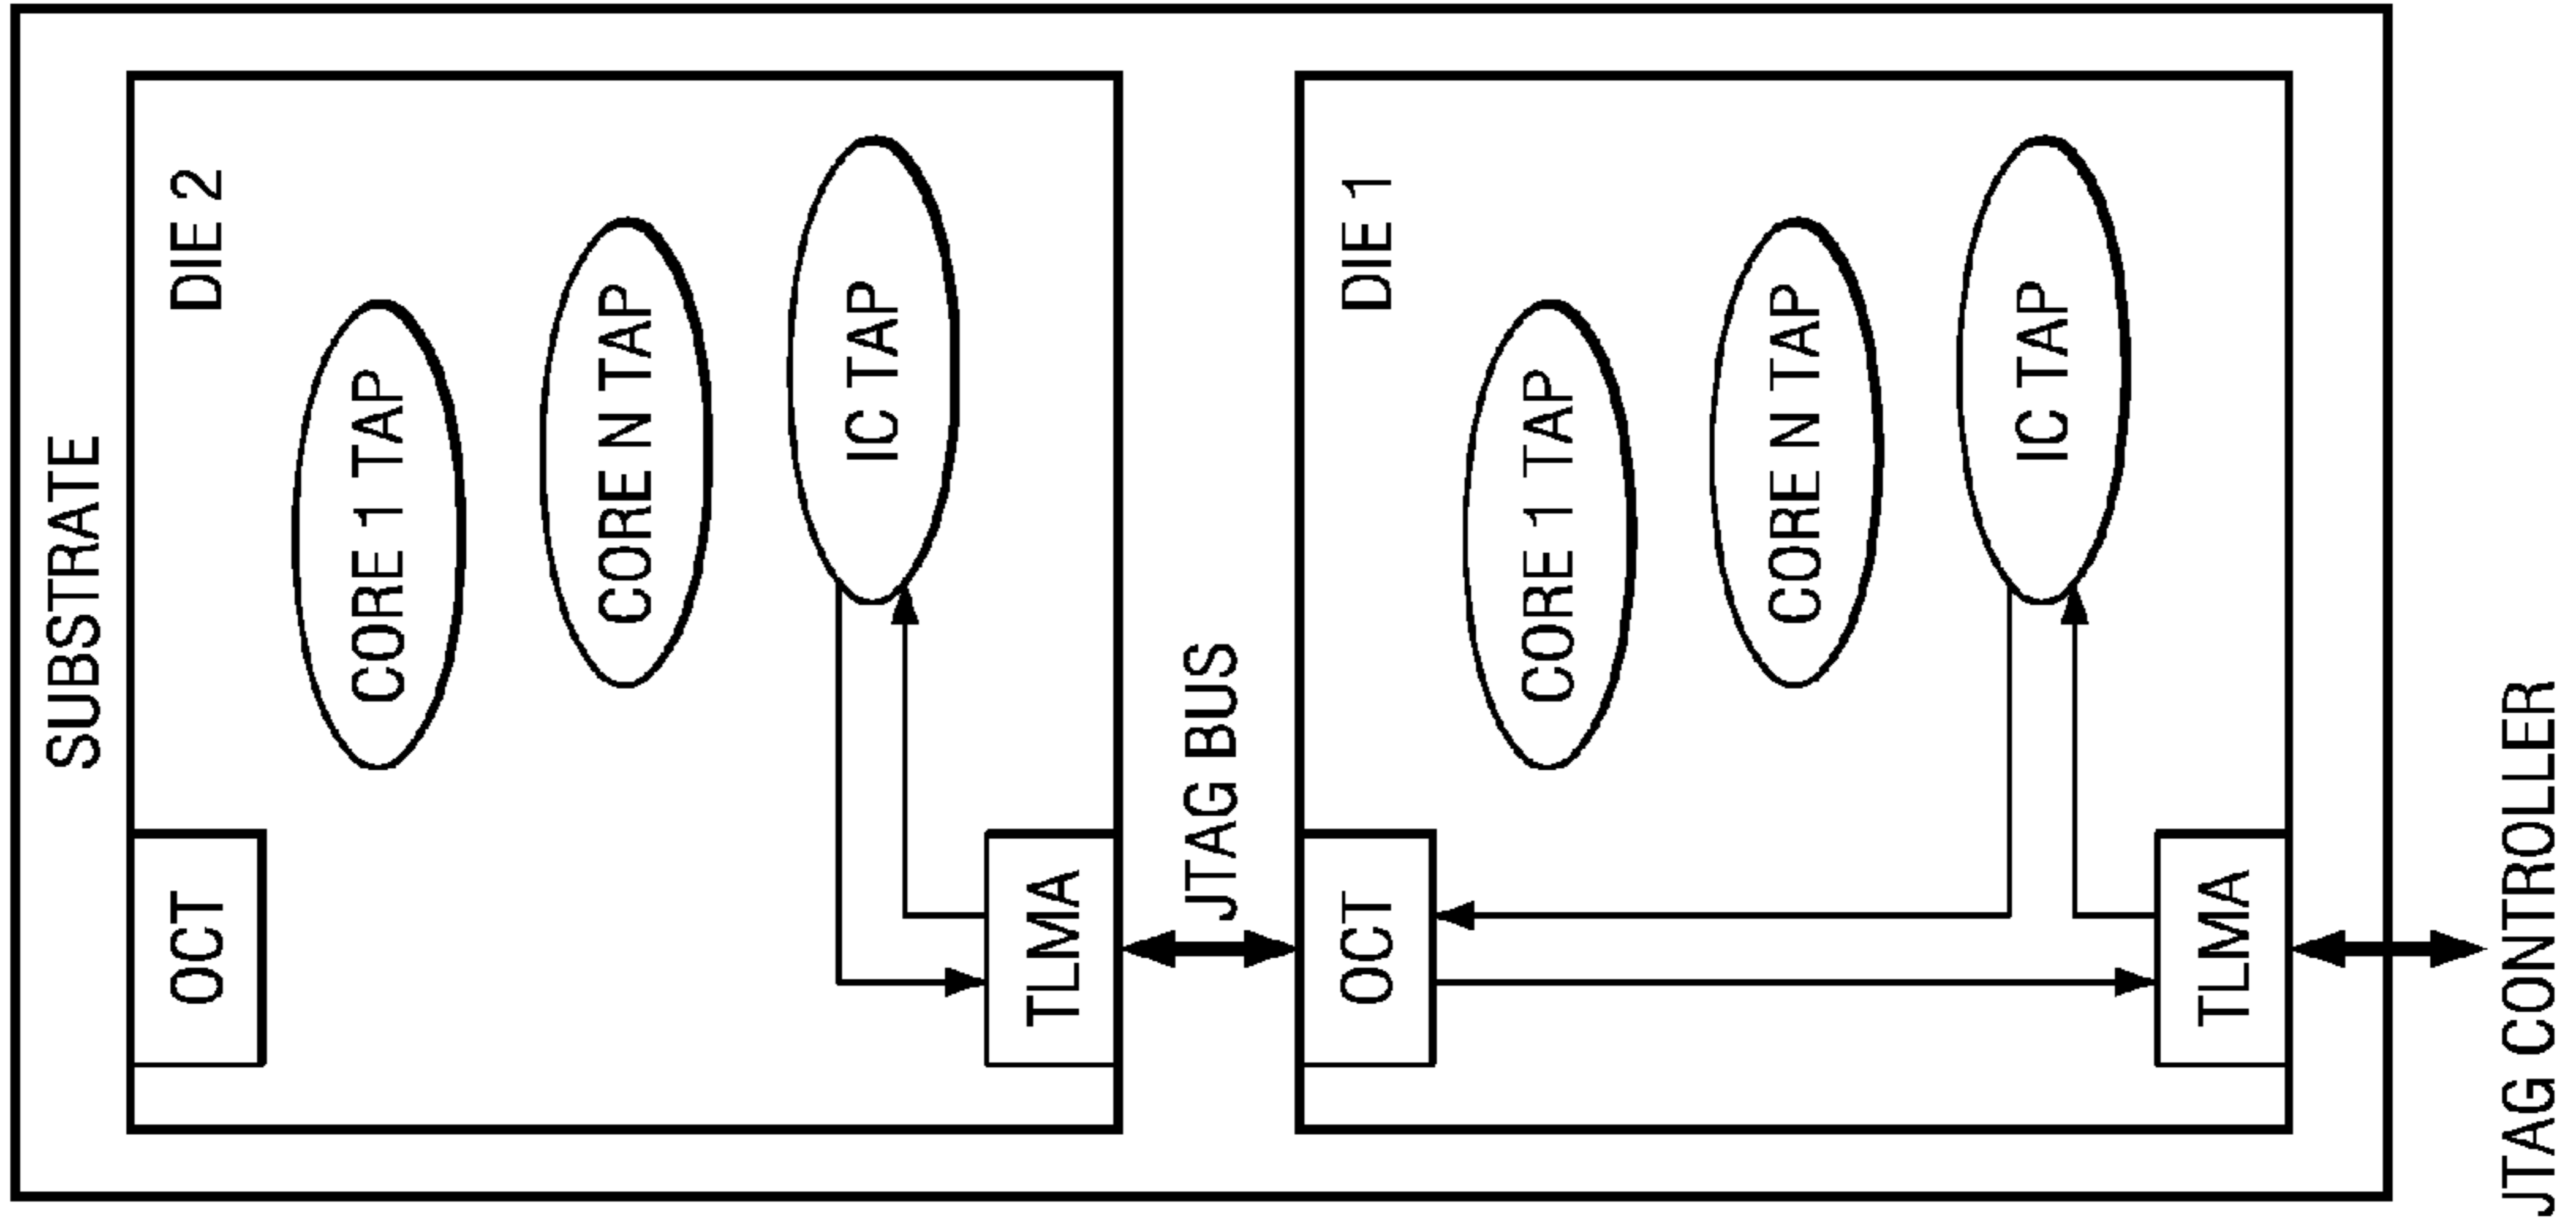 SUBSTRATE
OCT
DIE 2
CORE 1 TAP
CORE N TAP
IC TAP
TLMA
JTAG BUS
OCT
DIE 1
CORE 1 TAP
CORE N TAP
IC TAP
TLMA
JTAG CONTROLLER